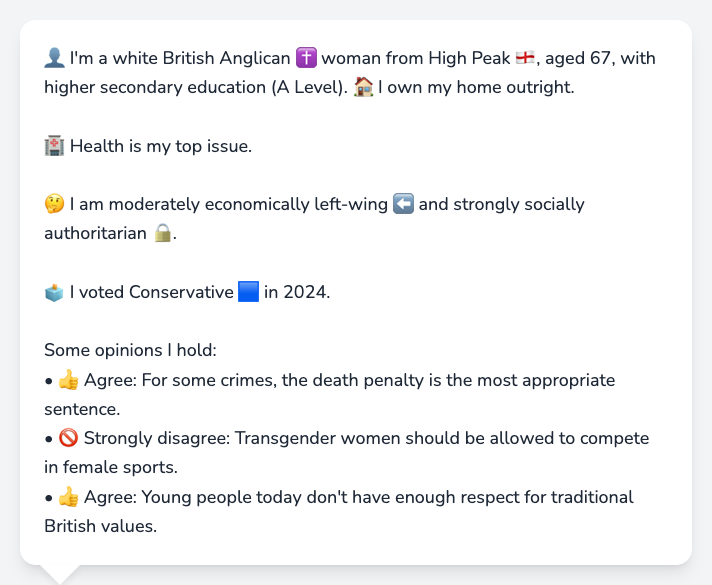 👤 I'm a white British Anglican ✝️ woman from High Peak 🏴󠁧󠁢󠁥󠁮󠁧󠁿, aged 67, with
higher secondary education (A Level). 🏠 I own my home outright.
🏥 Health is my top issue.
🤔 I am moderately economically left-wing ⬅️ and strongly socially
authoritarian 🔒.
🗳️ I voted Conservative 🟦 in 2024.
Some opinions I hold:
• 👍 Agree: For some crimes, the death penalty is the most appropriate
sentence.
• 🚫 Strongly disagree: Transgender women should be allowed to compete
in female sports.
• 👍 Agree: Young people today don't have enough respect for traditional
British values.